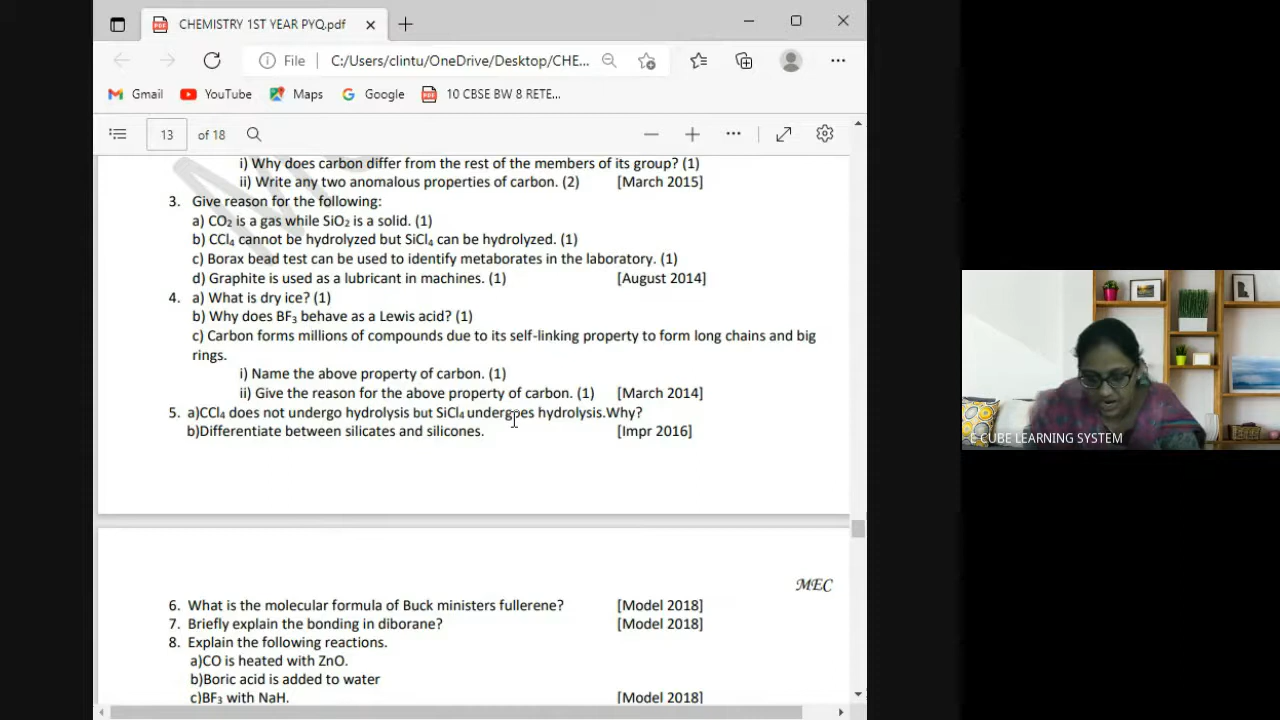 CHEMISTRY 1ST YEAR PYQ.pdf
File C:/Users/clintu/OneDrive/Desktop/CHE...
Gmail YouTube Maps Google 10 CBSE BW 8 RETE...
13 of 18
i) Why does carbon differ from the rest of the members of its group? (1)
ii) Write any two anomalous properties of carbon. (2) [March 2015]
3. Give reason for the following:
a) CO₂ is a gas while SiO₂ is a solid. (1)
b) CCl₄ cannot be hydrolyzed but SiCl₄ can be hydrolyzed. (1)
c) Borax bead test can be used to identify metaborates in the laboratory. (1)
d) Graphite is used as a lubricant in machines. (1) [August 2014]
4. a) What is dry ice? (1)
b) Why does BF₃ behave as a Lewis acid? (1)
c) Carbon forms millions of compounds due to its self-linking property to form long chains and big
rings.
i) Name the above property of carbon. (1)
ii) Give the reason for the above property of carbon. (1) [March 2014]
5. a)CCl₄ does not undergo hydrolysis but SiCl₄ undergoes hydrolysis.Why?
b)Differentiate between silicates and silicones. [Impr 2016]
MEC
6. What is the molecular formula of Buck ministers fullerene? [Model 2018]
7. Briefly explain the bonding in diborane? [Model 2018]
8. Explain the following reactions.
a)CO is heated with ZnO.
b)Boric acid is added to water
c)BF₃ with NaH. [Model 2018]
E CUBE LEARNING SYSTEM